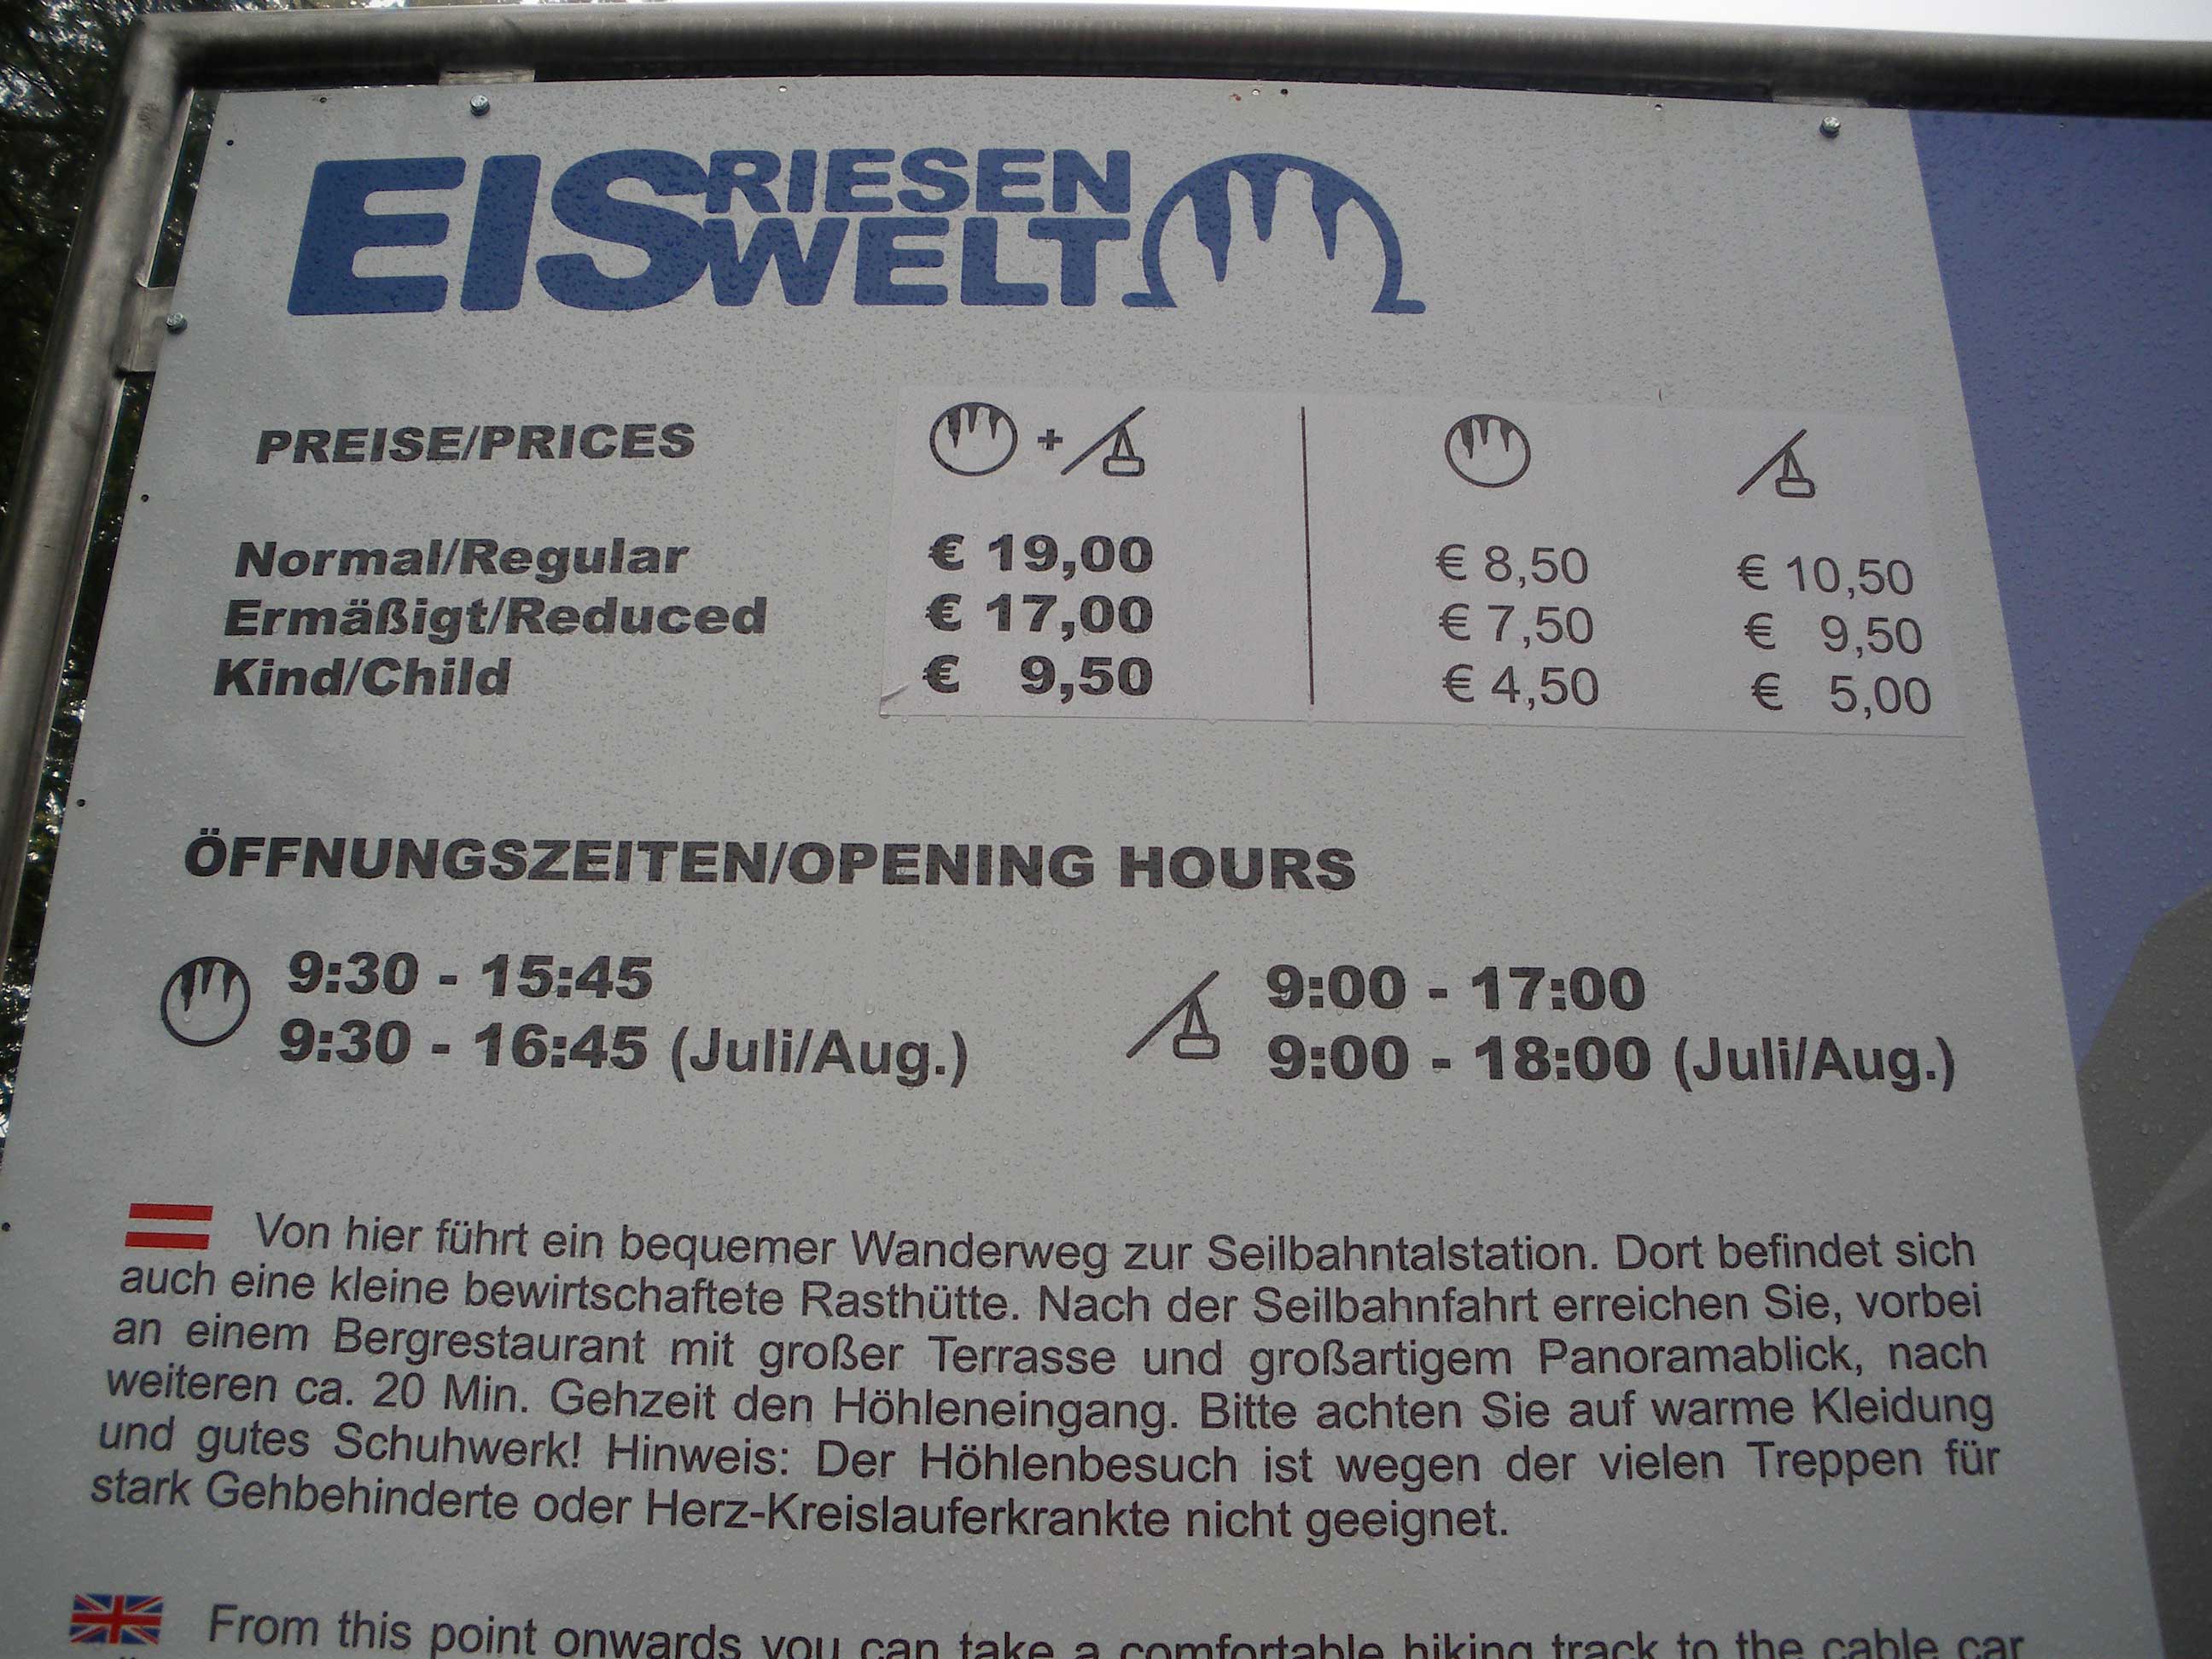 EISRIESENWELT
PREISE/PRICES
+
Normal/Regular € 19,00 € 8,50 € 10,50
Ermäßigt/Reduced € 17,00 € 7,50 € 9,50
Kind/Child € 9,50 € 4,50 € 5,00
ÖFFNUNGSZEITEN/OPENING HOURS
9:30 - 15:45 9:00 - 17:00
9:30 - 16:45 (Juli/Aug.) 9:00 - 18:00 (Juli/Aug.)
Von hier führt ein bequemer Wanderweg zur Seilbahntalstation. Dort befindet sich
auch eine kleine bewirtschaftete Rasthütte. Nach der Seilbahnfahrt erreichen Sie, vorbei
an einem Bergrestaurant mit großer Terrasse und großartigem Panoramablick, nach
weiteren ca. 20 Min. Gehzeit den Höhleneingang. Bitte achten Sie auf warme Kleidung
und gutes Schuhwerk! Hinweis: Der Höhlenbesuch ist wegen der vielen Treppen für
stark Gehbehinderte oder Herz-Kreislauferkrankte nicht geeignet.
From this point onwards you can take a comfortable hiking track to the cable car